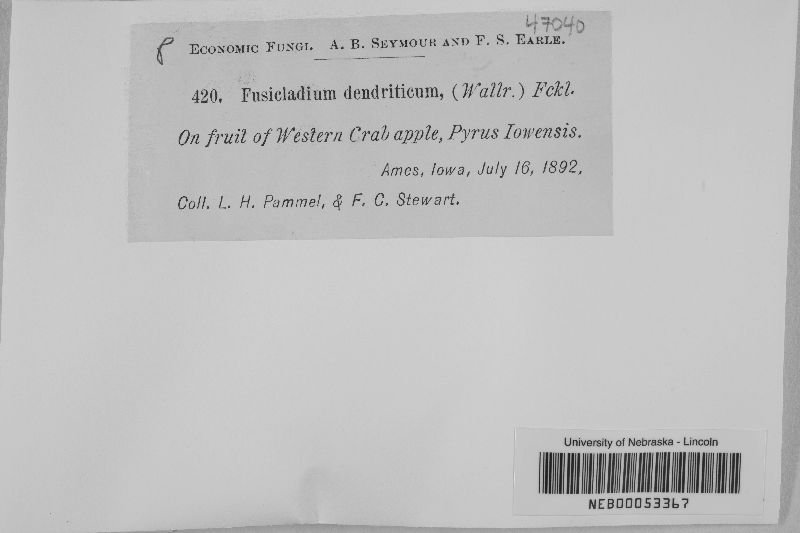 47040
P Economic Fungi. A. B. Seymour and F. S. Earle.
420. Fusicladium dendriticum, (Wallr.) Fckl.
On fruit of Western Crab apple, Pyrus Iowensis.
Ames, Iowa, July 16, 1892,
Coll. L. H. Pammel, & F. C. Stewart.
University of Nebraska - Lincoln
NEB00053367